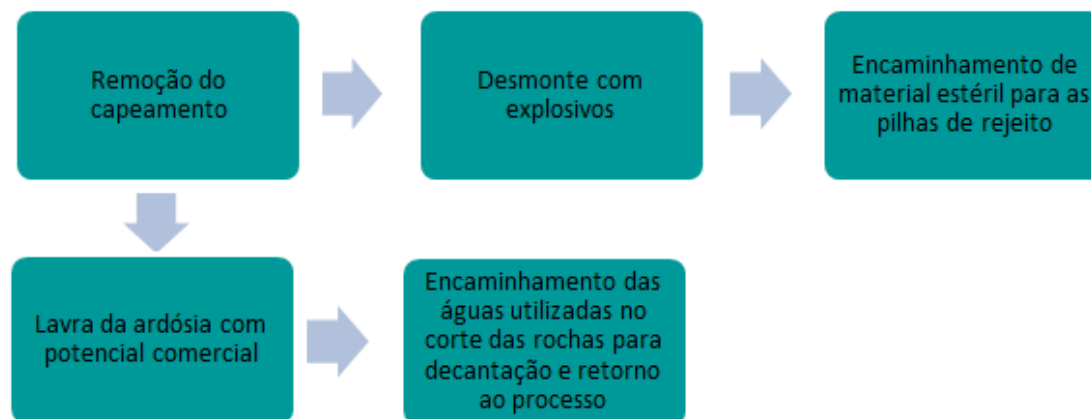 Remoção do
capeamento
Desmonte com
explosivos
Encaminhamento de
material estéril para as
pilhas de rejeito
Lavra da ardósia com
potencial comercial
Encaminhamento das
águas utilizadas no
corte das rochas para
decantação e retorno
ao processo